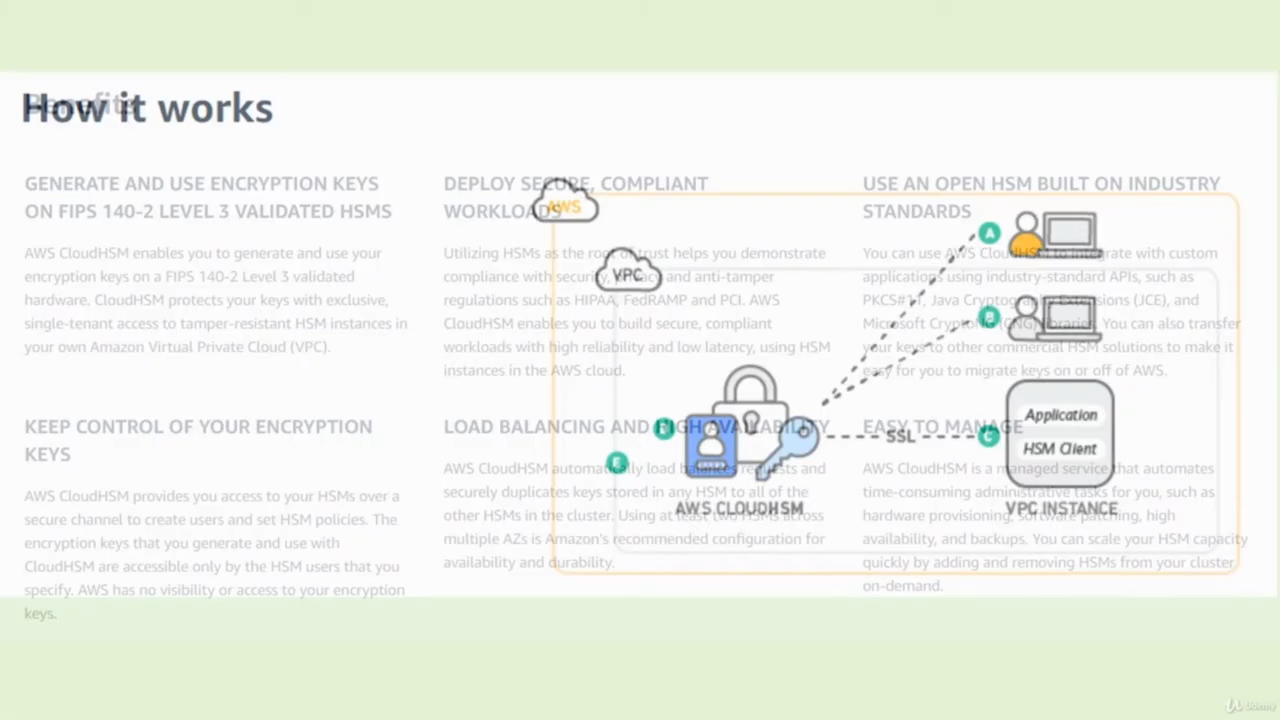 How it works
Benefits
GENERATE AND USE ENCRYPTION KEYS
ON FIPS 140-2 LEVEL 3 VALIDATED HSMS
AWS CloudHSM enables you to generate and use your
encryption keys on a FIPS 140-2 Level 3 validated
hardware. CloudHSM protects your keys with exclusive,
single-tenant access to tamper-resistant HSM instances in
your own Amazon Virtual Private Cloud (VPC).
DEPLOY SECURE, COMPLIANT
WORKLOADS
Utilizing HSMs as the root of trust helps you demonstrate
compliance with security, privacy and anti-tamper
regulations such as HIPAA, FedRAMP and PCI. AWS
CloudHSM enables you to build secure, compliant
workloads with high reliability and low latency, using HSM
instances in the AWS cloud.
USE AN OPEN HSM BUILT ON INDUSTRY
STANDARDS
You can use AWS CloudHSM to integrate with custom
applications using industry-standard APIs, such as
PKCS#11, Java Cryptography Extensions (JCE), and
Microsoft CryptoNG (CNG) libraries. You can also transfer
your keys to other commercial HSM solutions to make it
easy for you to migrate keys on or off of AWS.
KEEP CONTROL OF YOUR ENCRYPTION
KEYS
AWS CloudHSM provides you access to your HSMs over a
secure channel to create users and set HSM policies. The
encryption keys that you generate and use with
CloudHSM are accessible only by the HSM users that you
specify. AWS has no visibility or access to your encryption
keys.
LOAD BALANCING AND HIGH AVAILABILITY
AWS CloudHSM automatically load balances requests and
securely duplicates keys stored in any HSM to all of the
other HSMs in the cluster. Using at least two HSMs across
multiple AZs is Amazon's recommended configuration for
availability and durability.
EASY TO MANAGE
AWS CloudHSM is a managed service that automates
time-consuming administrative tasks for you, such as
hardware provisioning, software patching, high
availability, and backups. You can scale your HSM capacity
quickly by adding and removing HSMs from your cluster
on-demand.
AWS
VPC
A
B
Application
HSM Client
SSL
C
E
AWS CLOUDHSM
VPC INSTANCE
Udemy